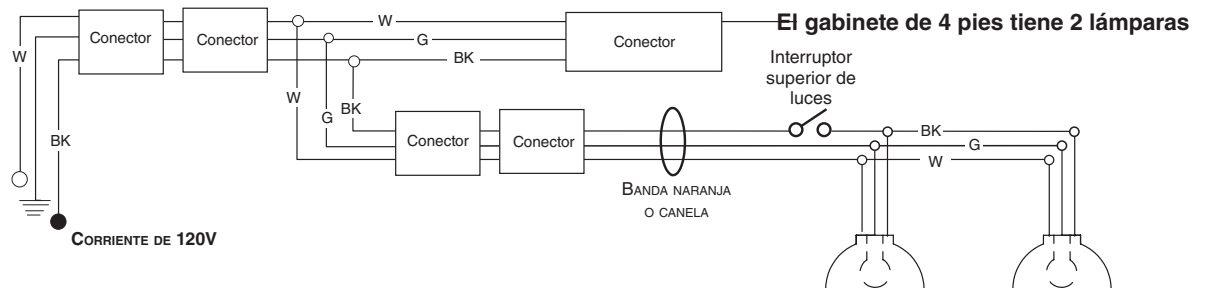 El gabinete de 4 pies tiene 2 lámparas
W
Conector
Conector
W
G
BK
Conector
Interruptor
superior de
luces
W
BK
W
G
BK
Conector
Conector
BK
G
W
BANDA NARANJA
O CANELA
CORRIENTE DE 120V